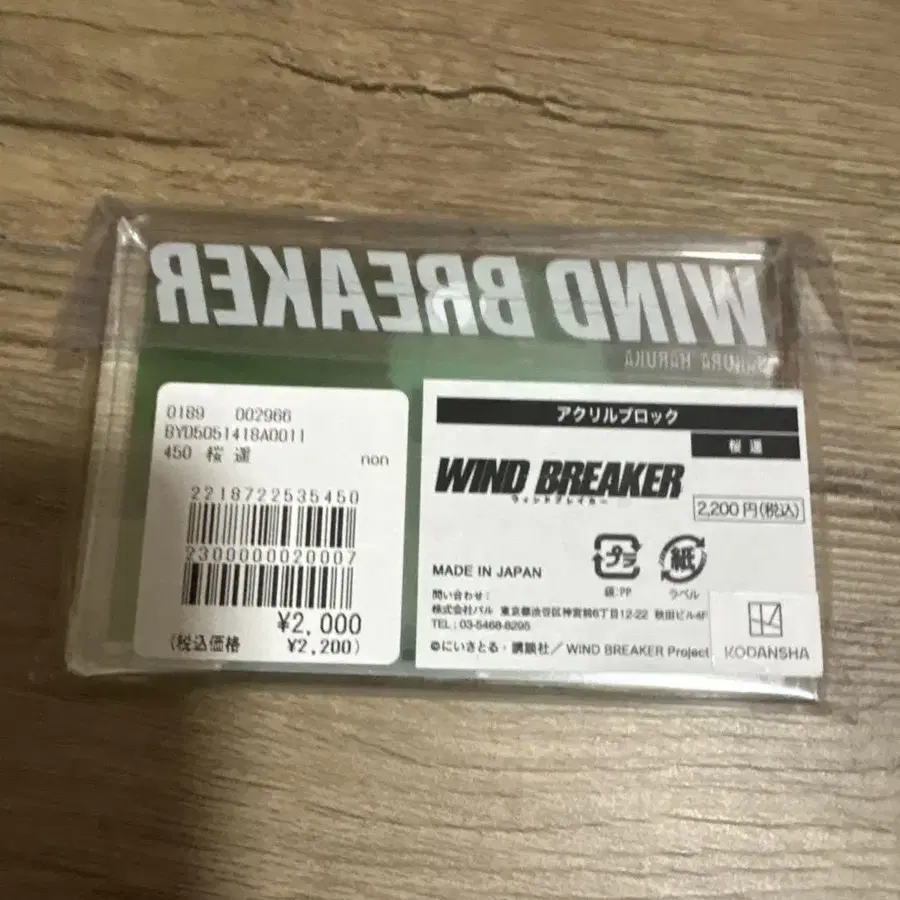 WIND BREAKER
HARUKA
0189 002966
BYD5051418A0011
450 桜 遥
non
2218722535450
2300000020007
¥2,000
(税込価格 ¥2,200)
アクリルブロック
桜 遥
WIND BREAKER
ウィンドブレイカー
2,200円(税込)
プラ
袋:PP
紙
ラベル
MADE IN JAPAN
問い合わせ:
株式会社パル 東京都渋谷区神宮前6丁目12-22 秋田ビル4F
TEL:03-5468-8295
©にいさとる・講談社/WIND BREAKER Project
KODANSHA